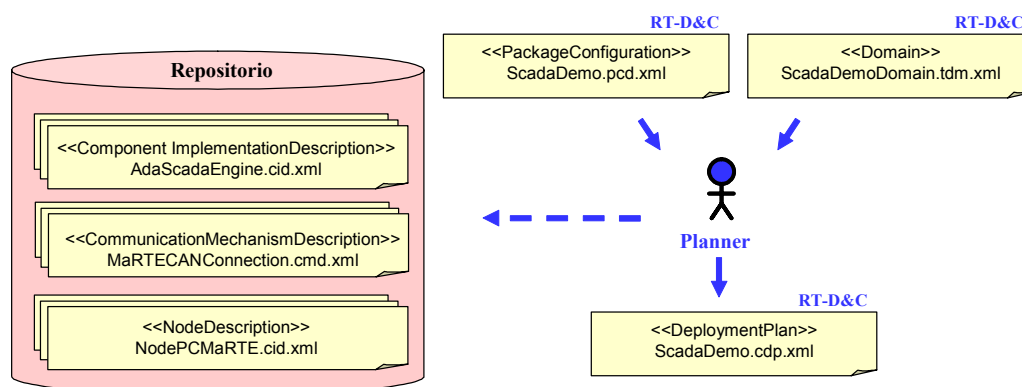 Repositorio
<<Component ImplementationDescription>>
AdaScadaEngine.cid.xml
<<CommunicationMechanismDescription>>
MaRTECANConnection.cmd.xml
<<NodeDescription>>
NodePCMaRTE.cid.xml
RT-D&C
<<PackageConfiguration>>
ScadaDemo.pcd.xml
RT-D&C
<<Domain>>
ScadaDemoDomain.tdm.xml
Planner
RT-D&C
<<DeploymentPlan>>
ScadaDemo.cdp.xml